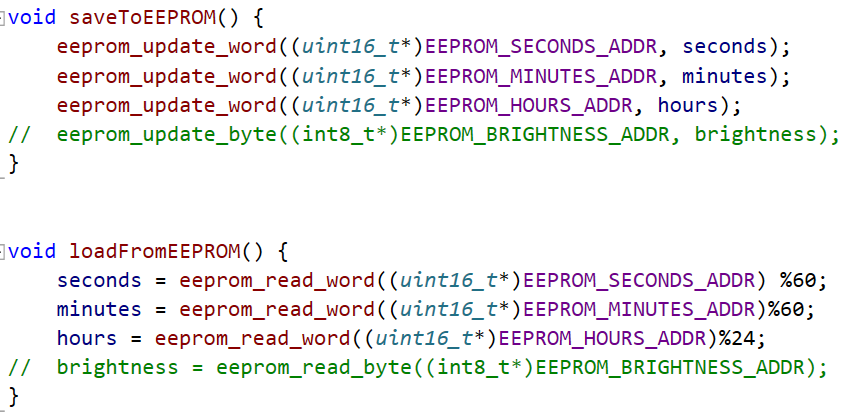 void saveToEEPROM() {
    eeprom_update_word((uint16_t*)EEPROM_SECONDS_ADDR, seconds);
    eeprom_update_word((uint16_t*)EEPROM_MINUTES_ADDR, minutes);
    eeprom_update_word((uint16_t*)EEPROM_HOURS_ADDR, hours);
//  eeprom_update_byte((int8_t*)EEPROM_BRIGHTNESS_ADDR, brightness);
}
void loadFromEEPROM() {
    seconds = eeprom_read_word((uint16_t*)EEPROM_SECONDS_ADDR) %60;
    minutes = eeprom_read_word((uint16_t*)EEPROM_MINUTES_ADDR)%60;
    hours = eeprom_read_word((uint16_t*)EEPROM_HOURS_ADDR)%24;
//  brightness = eeprom_read_byte((int8_t*)EEPROM_BRIGHTNESS_ADDR);
}